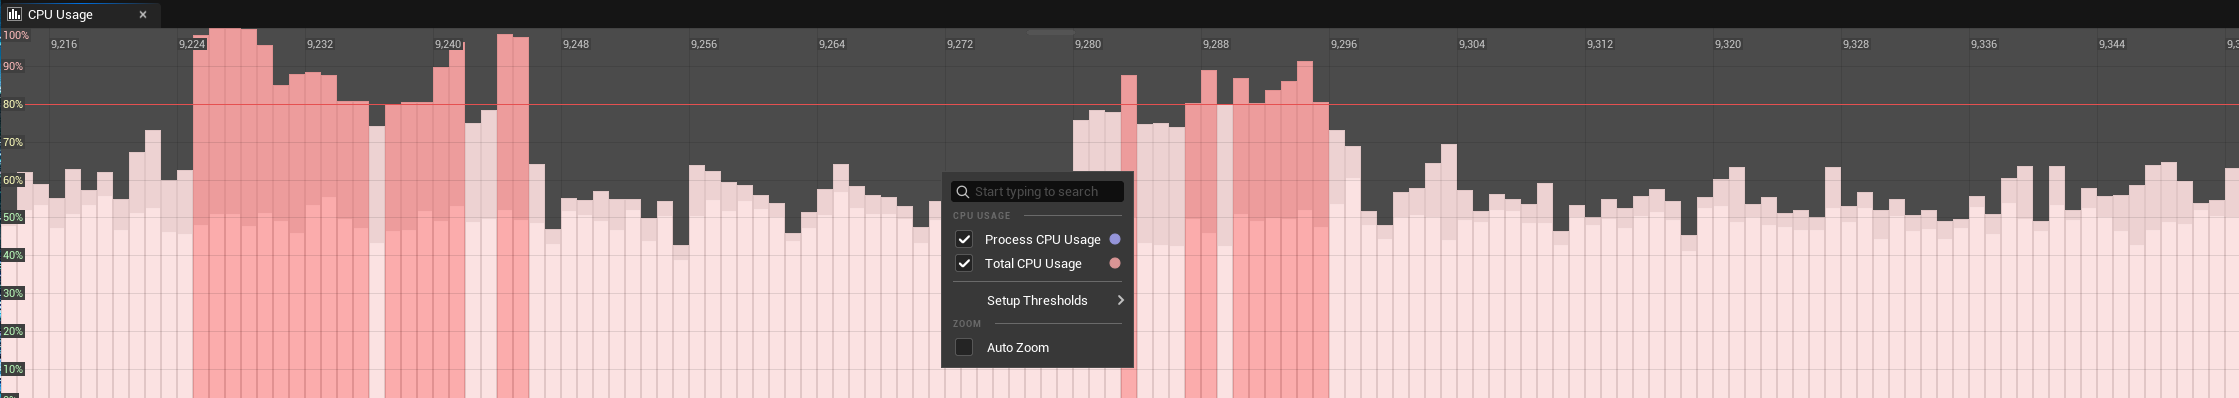 CPU Usage
100%
9,216 9,224 9,232 9,240 9,248 9,256 9,264 9,272 9,280 9,288 9,296 9,304 9,312 9,320 9,328 9,336 9,344
90%
80%
70%
60%
50%
40%
30%
20%
10%
Start typing to search
CPU USAGE
Process CPU Usage
Total CPU Usage
Setup Thresholds
ZOOM
Auto Zoom